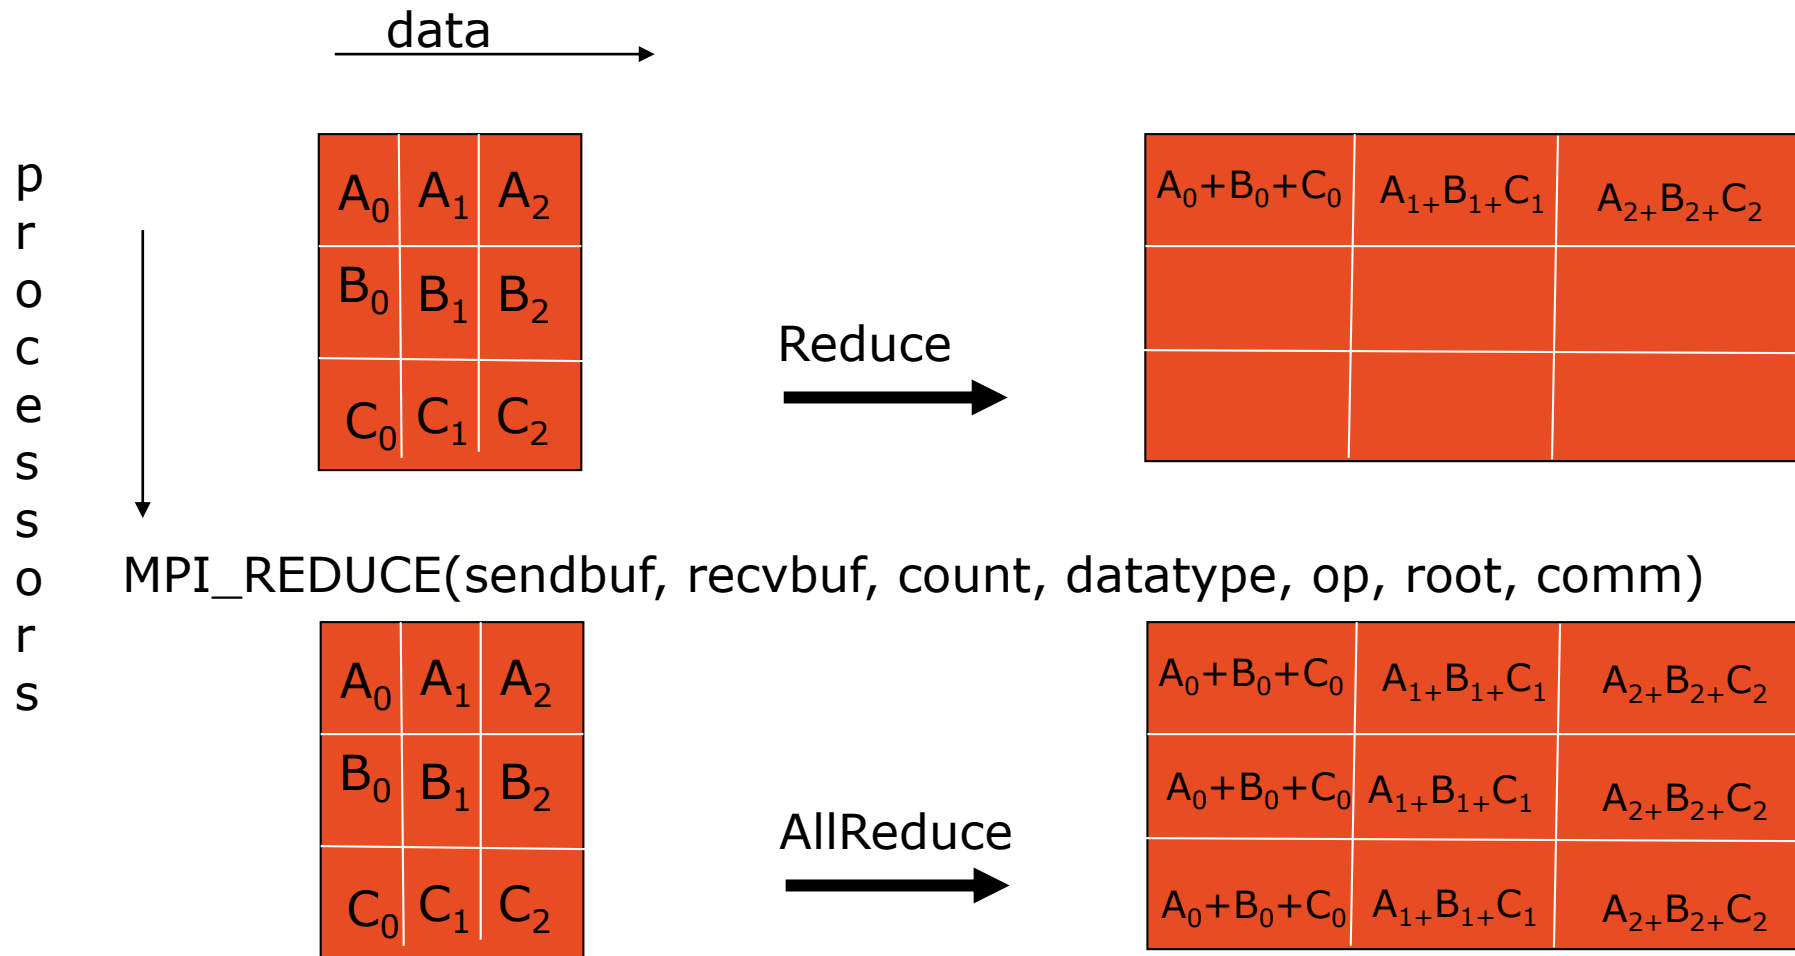 data
processors
A₀ A₁ A₂
B₀ B₁ B₂
C₀ C₁ C₂
Reduce
A₀+B₀+C₀ A₁₊B₁₊C₁ A₂₊B₂₊C₂
MPI_REDUCE(sendbuf, recvbuf, count, datatype, op, root, comm)
A₀ A₁ A₂
B₀ B₁ B₂
C₀ C₁ C₂
AllReduce
A₀+B₀+C₀ A₁₊B₁₊C₁ A₂₊B₂₊C₂
A₀+B₀+C₀ A₁₊B₁₊C₁ A₂₊B₂₊C₂
A₀+B₀+C₀ A₁₊B₁₊C₁ A₂₊B₂₊C₂